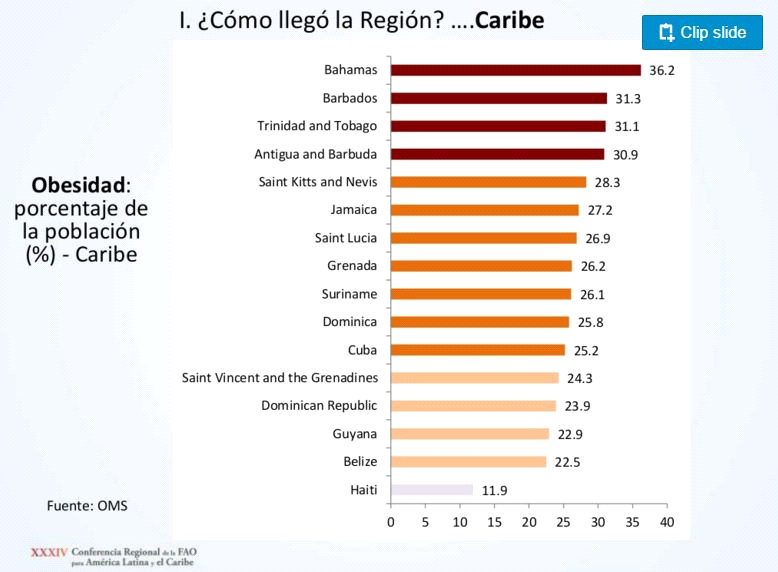 I. ¿Cómo llegó la Región? ....Caribe
Clip slide
Obesidad:
porcentaje de
la población
(%) - Caribe
Bahamas 36.2
Barbados 31.3
Trinidad and Tobago 31.1
Antigua and Barbuda 30.9
Saint Kitts and Nevis 28.3
Jamaica 27.2
Saint Lucia 26.9
Grenada 26.2
Suriname 26.1
Dominica 25.8
Cuba 25.2
Saint Vincent and the Grenadines 24.3
Dominican Republic 23.9
Guyana 22.9
Belize 22.5
Haiti 11.9
0 5 10 15 20 25 30 35 40
Fuente: OMS
XXXIV Conferencia Regional de la FAO
para América Latina y el Caribe